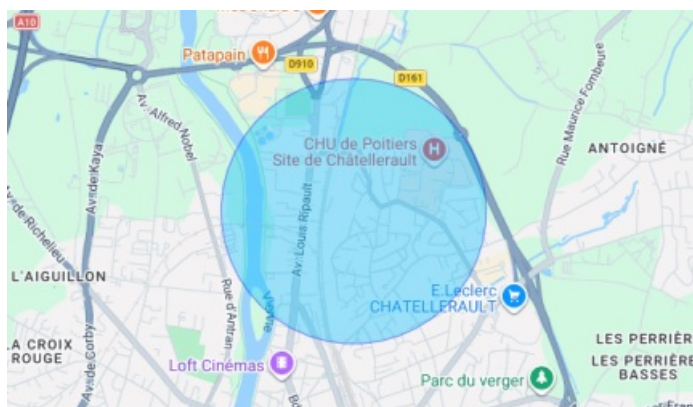 A10
Patapain
D910
D161
Av. Alfred Nobel
Rue Maurice Fombeure
CHU de Poitiers
Site de Châtellerault
ANTOIGNÉ
Av. de Kaya
Av. de Richelieu
Av. Louis Ripault
L'AIGUILLON
Rue d'Antran
Vienne
E.Leclerc
CHATELLERAULT
LA CROIX
ROUGE
Av. de Corby
Loft Cinémas
LES PERRIÈR
LES PERRIÈRE
BASSES
Parc du verger